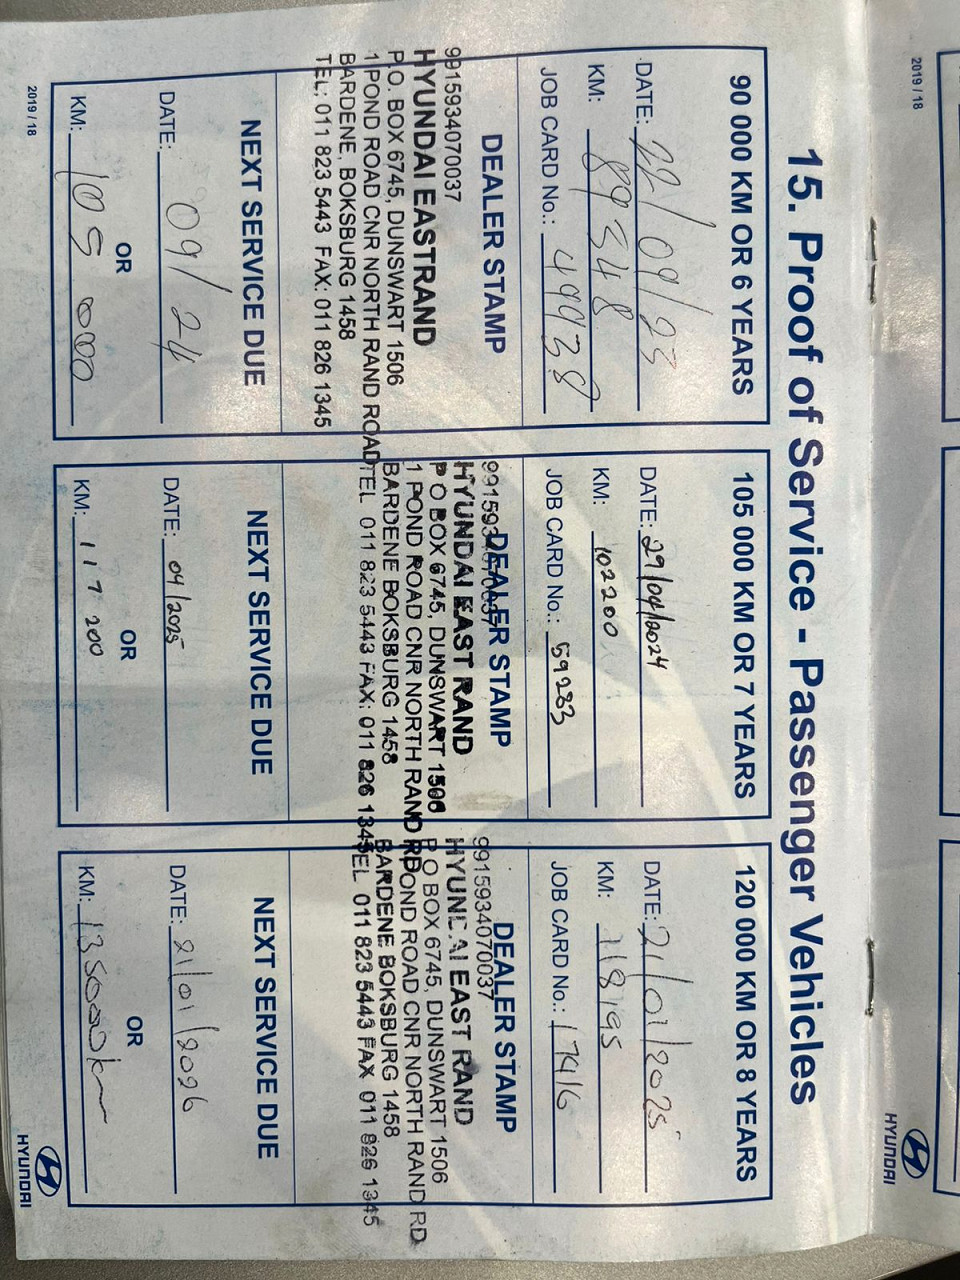 15. Proof of Service - Passenger Vehicles
90 000 KM OR 6 YEARS
DATE: 22/09/23
KM: 89348
JOB CARD No.: 49938
DEALER STAMP
9915934070037
HYUNDAI EASTRAND
P.O. BOX 6745, DUNSWART 1506
1 POND ROAD CNR NORTH RAND ROAD
BARDENE, BOKSBURG 1458
TEL: 011 823 5443 FAX: 011 826 1345
NEXT SERVICE DUE
DATE: 09/24
OR
KM: 105 000
2019 / 18
105 000 KM OR 7 YEARS
DATE: 29/04/2024
KM: 102200
JOB CARD No.: 59283
DEALER STAMP
9915934070037
HYUNDAI EAST RAND
P O BOX 6745, DUNSWART 1506
1 POND ROAD CNR NORTH RAND RD
BARDENE BOKSBURG 1458
TEL 011 823 5443 FAX: 011 826 1345
NEXT SERVICE DUE
DATE: 04/2025
OR
KM: 117 200
120 000 KM OR 8 YEARS
DATE: 21/01/2025
KM: 118195
JOB CARD No.: 17416
DEALER STAMP
9915934070037
HYUNDAI EAST RAND
P O BOX 6745, DUNSWART 1506
POND ROAD CNR NORTH RAND RD
BARDENE BOKSBURG 1458
TEL 011 823 5443 FAX 011 826 1345
NEXT SERVICE DUE
DATE: 21/01/2026
OR
KM: 135000km
HYUNDAI
2019 / 18
HYUNDAI